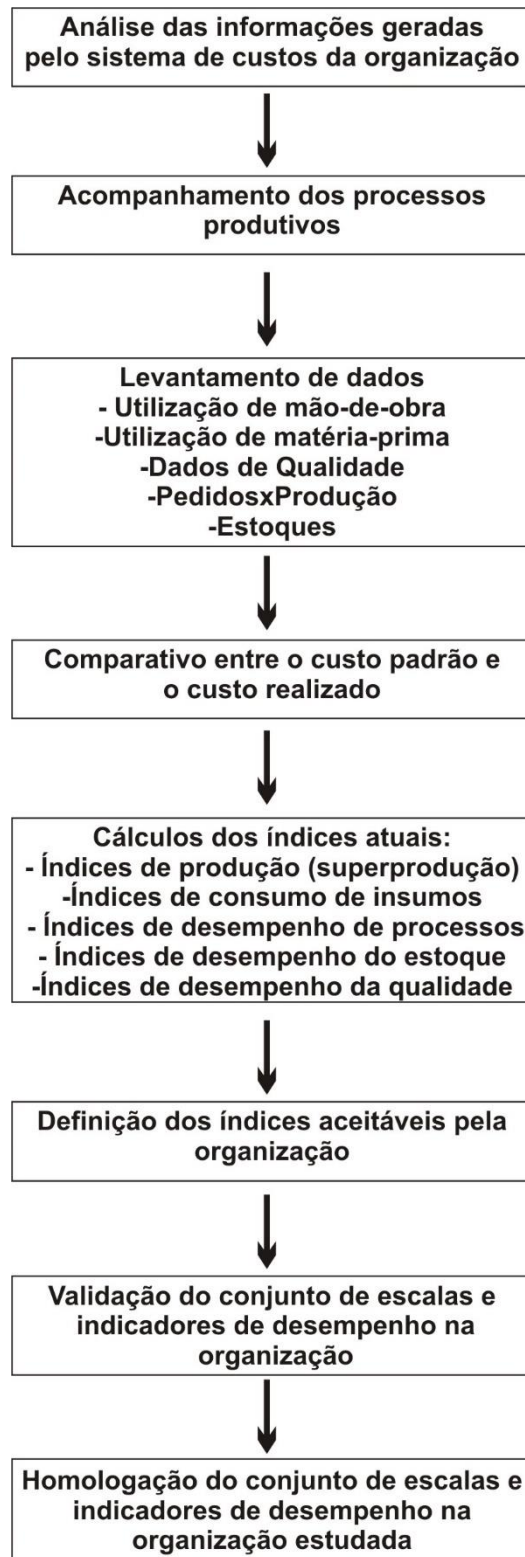 Análise das informações geradas
pelo sistema de custos da organização
Acompanhamento dos processos
produtivos
Levantamento de dados
- Utilização de mão-de-obra
-Utilização de matéria-prima
-Dados de Qualidade
-PedidosxProdução
-Estoques
Comparativo entre o custo padrão e
o custo realizado
Cálculos dos índices atuais:
- Índices de produção (superprodução)
-Índices de consumo de insumos
- Índices de desempenho de processos
- Índices de desempenho do estoque
-Índices de desempenho da qualidade
Definição dos índices aceitáveis pela
organização
Validação do conjunto de escalas e
indicadores de desempenho na
organização
Homologação do conjunto de escalas e
indicadores de desempenho na
organização estudada